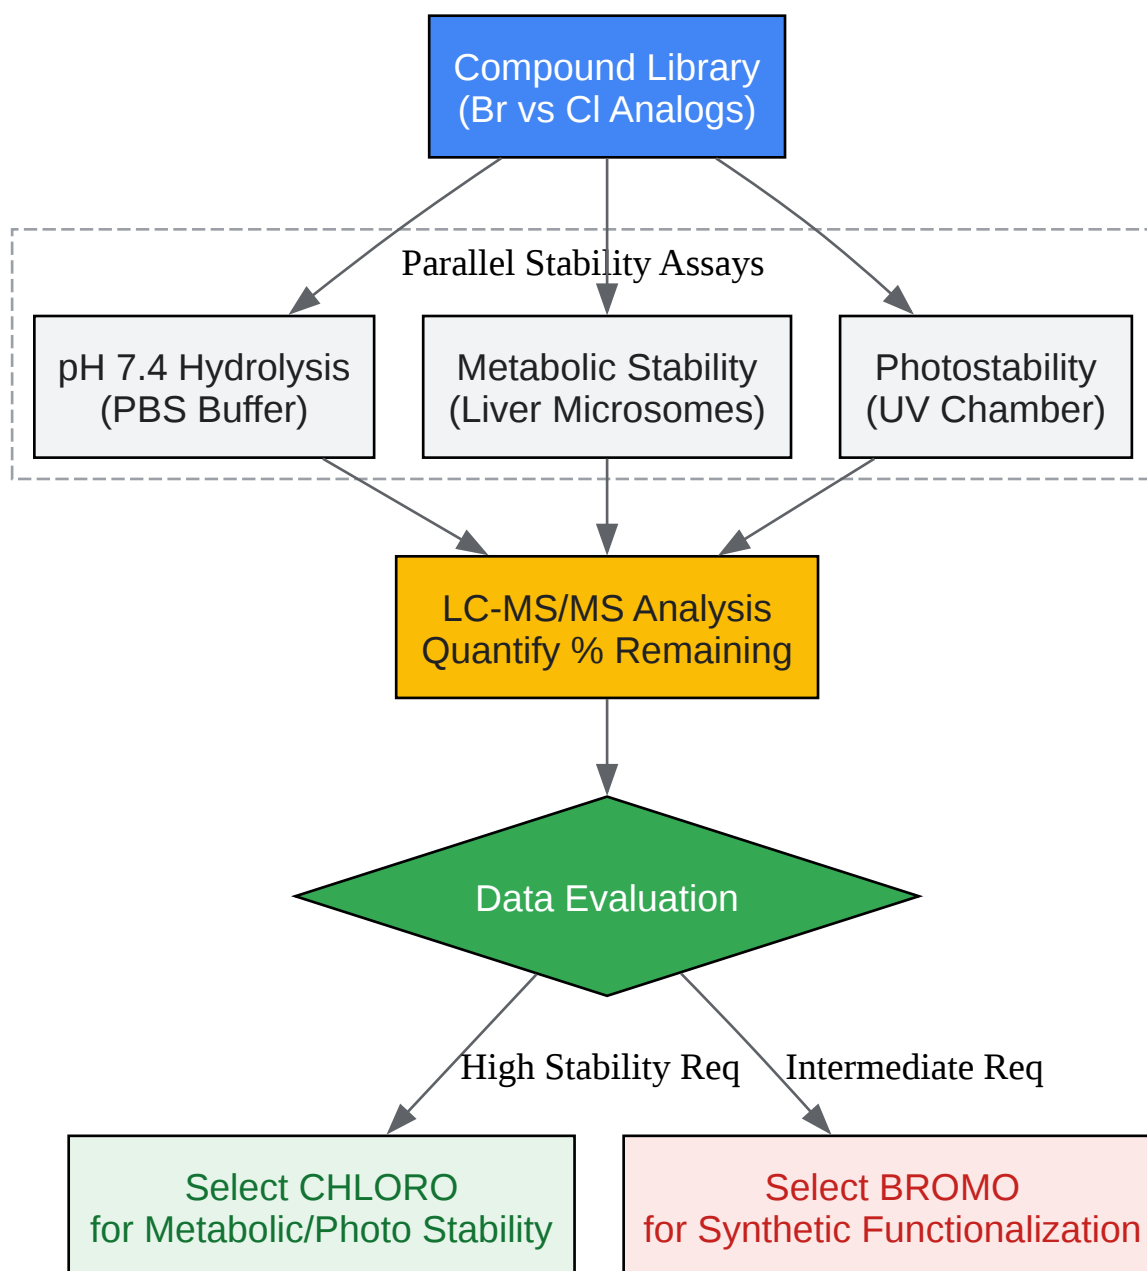 Compound Library
(Br vs Cl Analogs)
Parallel Stability Assays
pH 7.4 Hydrolysis
(PBS Buffer)
Metabolic Stability
(Liver Microsomes)
Photostability
(UV Chamber)
LC-MS/MS Analysis
Quantify % Remaining
Data Evaluation
High Stability Req
Intermediate Req
Select CHLORO
for Metabolic/Photo Stability
Select BROMO
for Synthetic Functionalization